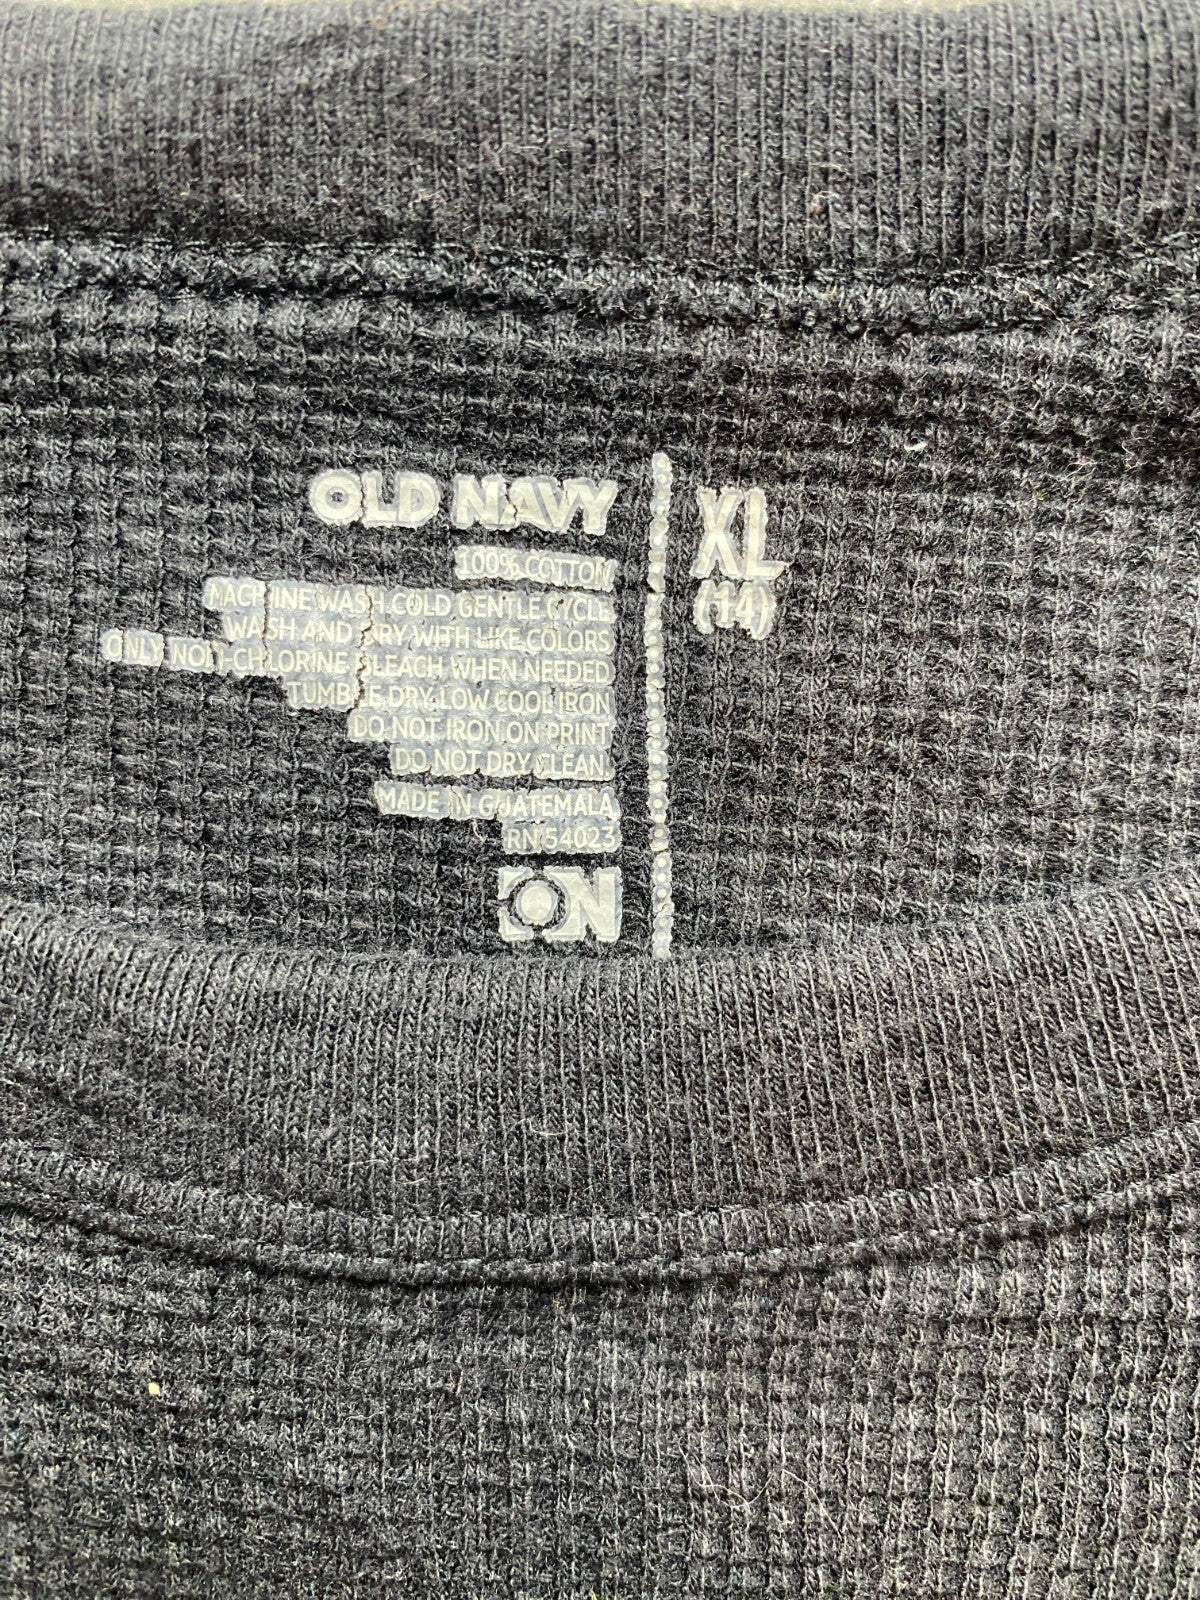 OLD NAVY
100% COTTON
MACHINE WASH COLD GENTLE CYCLE
WASH AND DRY WITH LIKE COLORS
ONLY NON-CHLORINE BLEACH WHEN NEEDED
TUMBLE DRY LOW COOL IRON
DO NOT IRON ON PRINT
DO NOT DRY CLEAN
MADE IN GUATEMALA
RN 54023
ON
XL
(14)